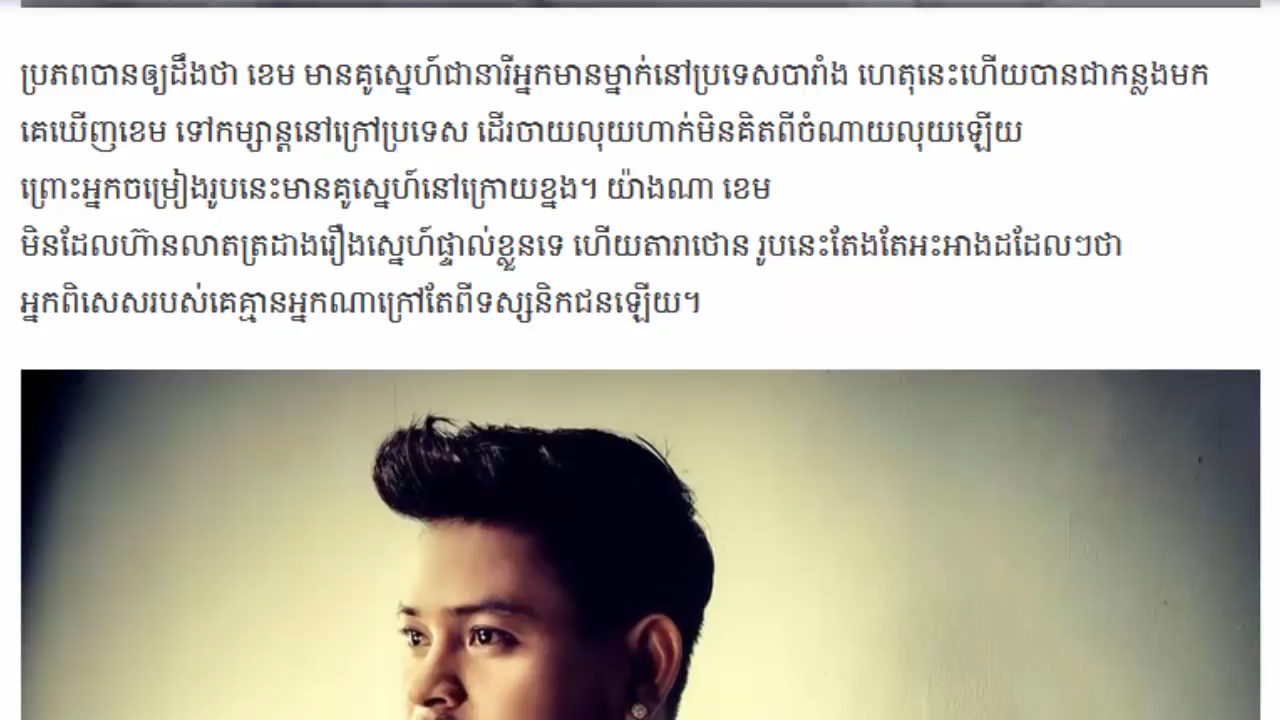 ប្រភពបានឲ្យដឹងថា ខេម មានគូស្នេហ៍ជានារីអ្នកមានម្នាក់នៅប្រទេសបារាំង ហេតុនេះហើយបានជាកន្លងមក
គេឃើញខេម ទៅកម្សាន្តនៅក្រៅប្រទេស ដើរចាយលុយហាក់មិនគិតពីចំណាយលុយឡើយ
ព្រោះអ្នកចម្រៀងរូបនេះមានគូស្នេហ៍នៅក្រោយខ្នង។ យ៉ាងណា ខេម
មិនដែលហ៊ានលាតត្រដាងរឿងស្នេហ៍ផ្ទាល់ខ្លួនទេ ហើយតារាថោន រូបនេះតែងតែអះអាងដដែលៗថា
អ្នកពិសេសរបស់គេគ្មានអ្នកណាក្រៅតែពីទស្សនិកជនឡើយ។